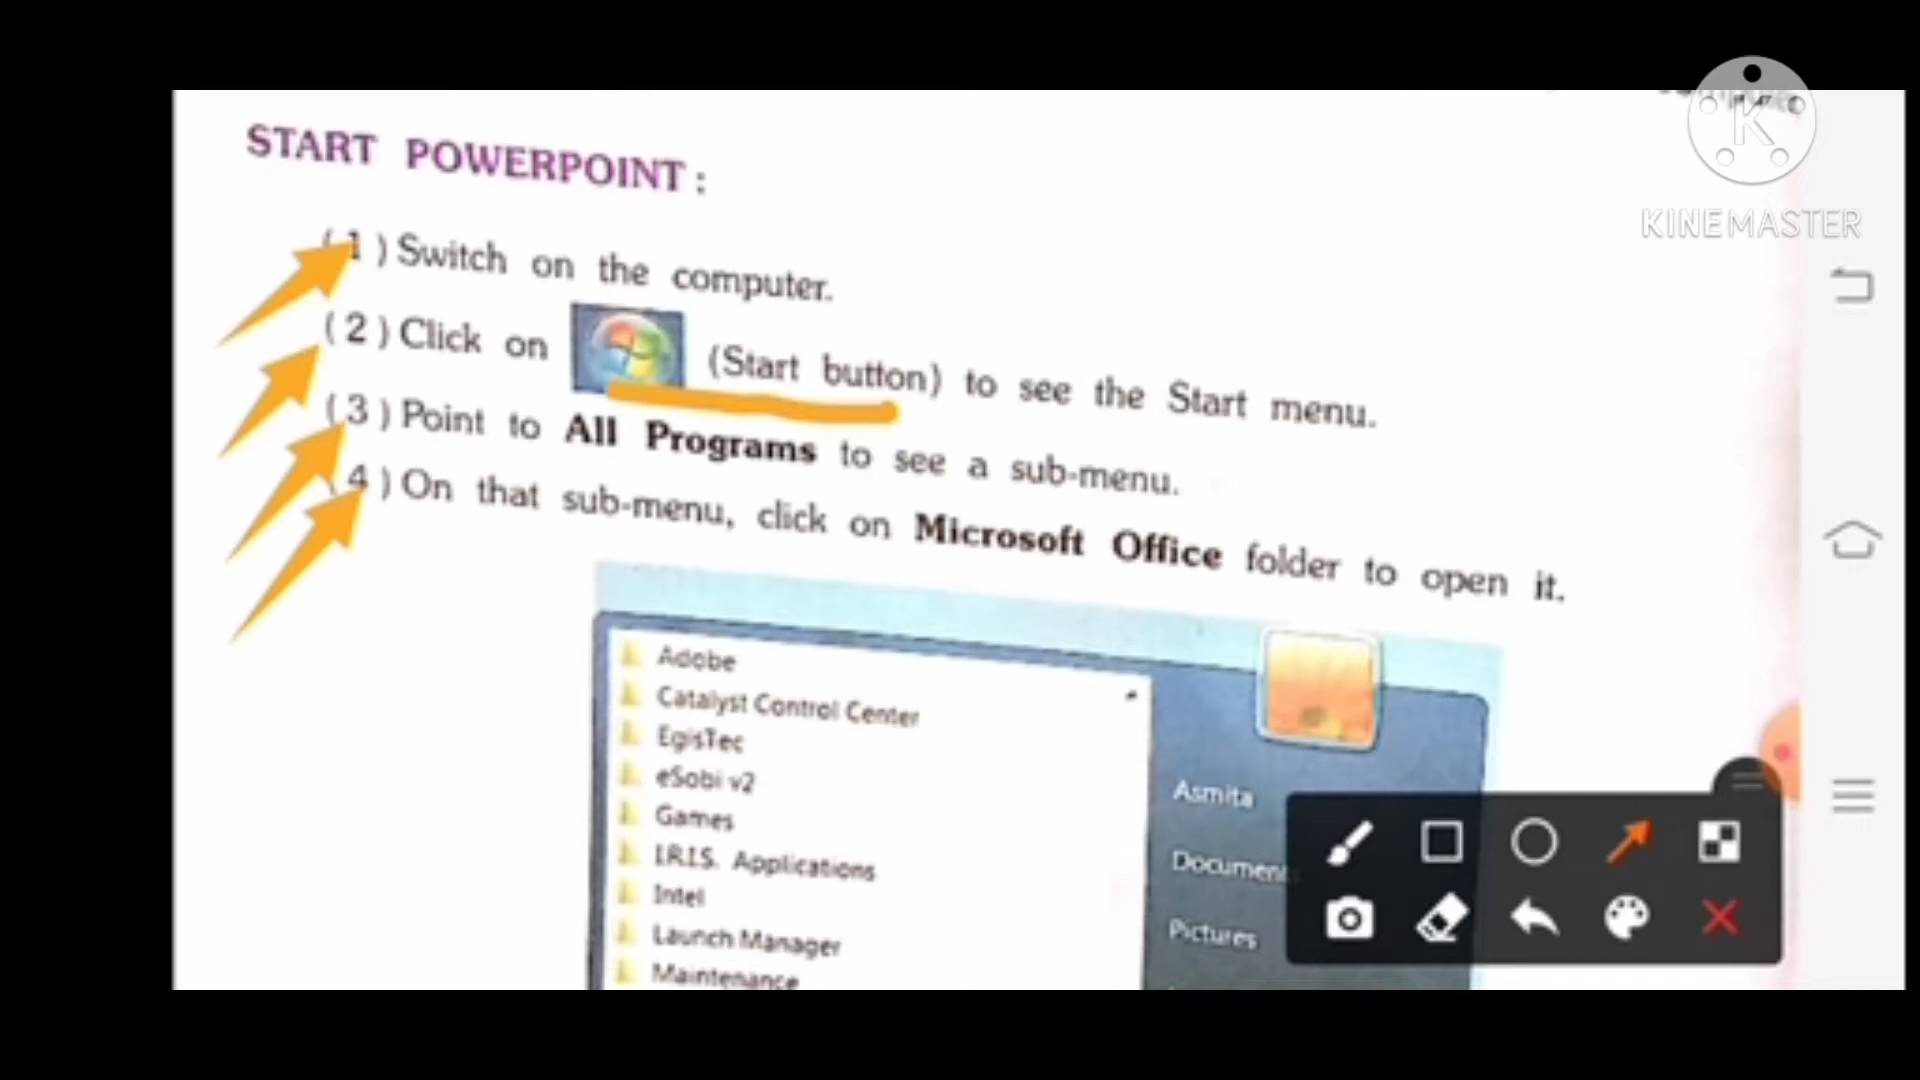 KINEMASTER
START POWERPOINT :
( 1 ) Switch on the computer.
( 2 ) Click on (Start button) to see the Start menu.
( 3 ) Point to All Programs to see a sub-menu.
( 4 ) On that sub-menu, click on Microsoft Office folder to open it.
Adobe
Catalyst Control Center
EgisTec
eSobi v2
Games
I.R.I.S. Applications
Intel
Launch Manager
Maintenance
Asmita
Documents
Pictures